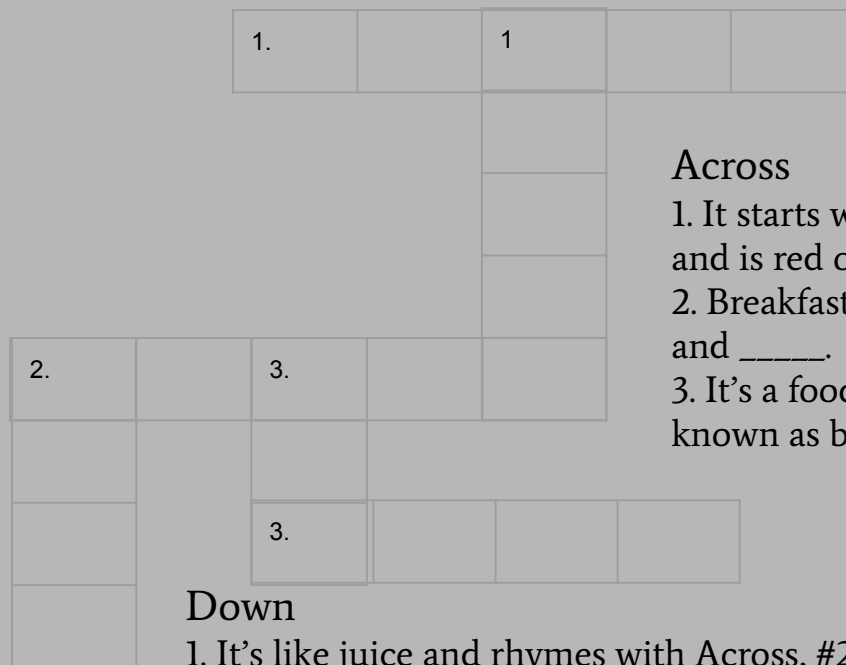 1.
1
Across
1. It starts
and is red
2. Breakfast
and _____.
3. It's a
known as
2.
3.
3.
Down
1. It's like juice and rhymes with Across, #2